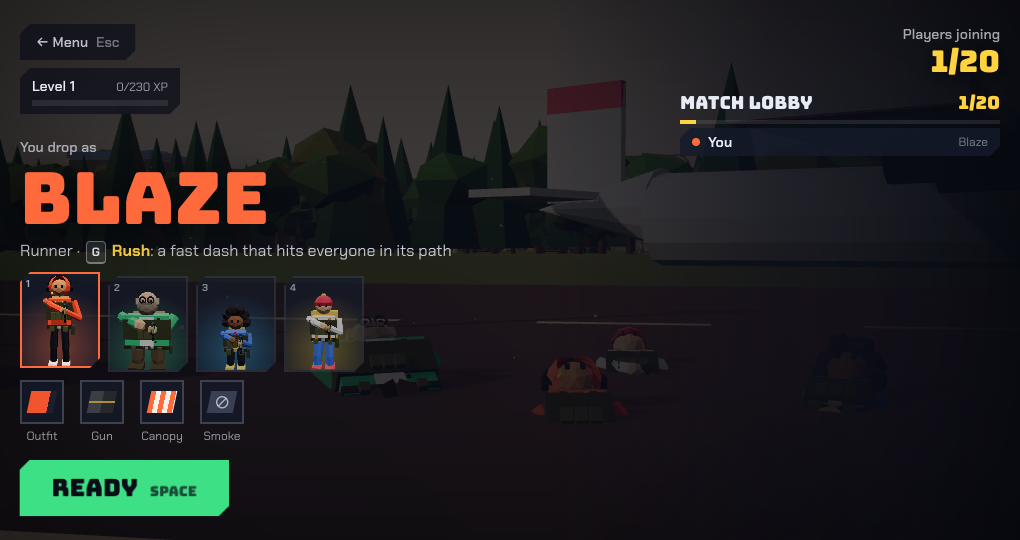 ← Menu Esc
Level 1 0/230 XP
Players joining
1/20
MATCH LOBBY 1/20
You Blaze
You drop as
BLAZE
Runner · G Rush: a fast dash that hits everyone in its path
1 2 3 4
Outfit Gun Canopy Smoke
READY SPACE